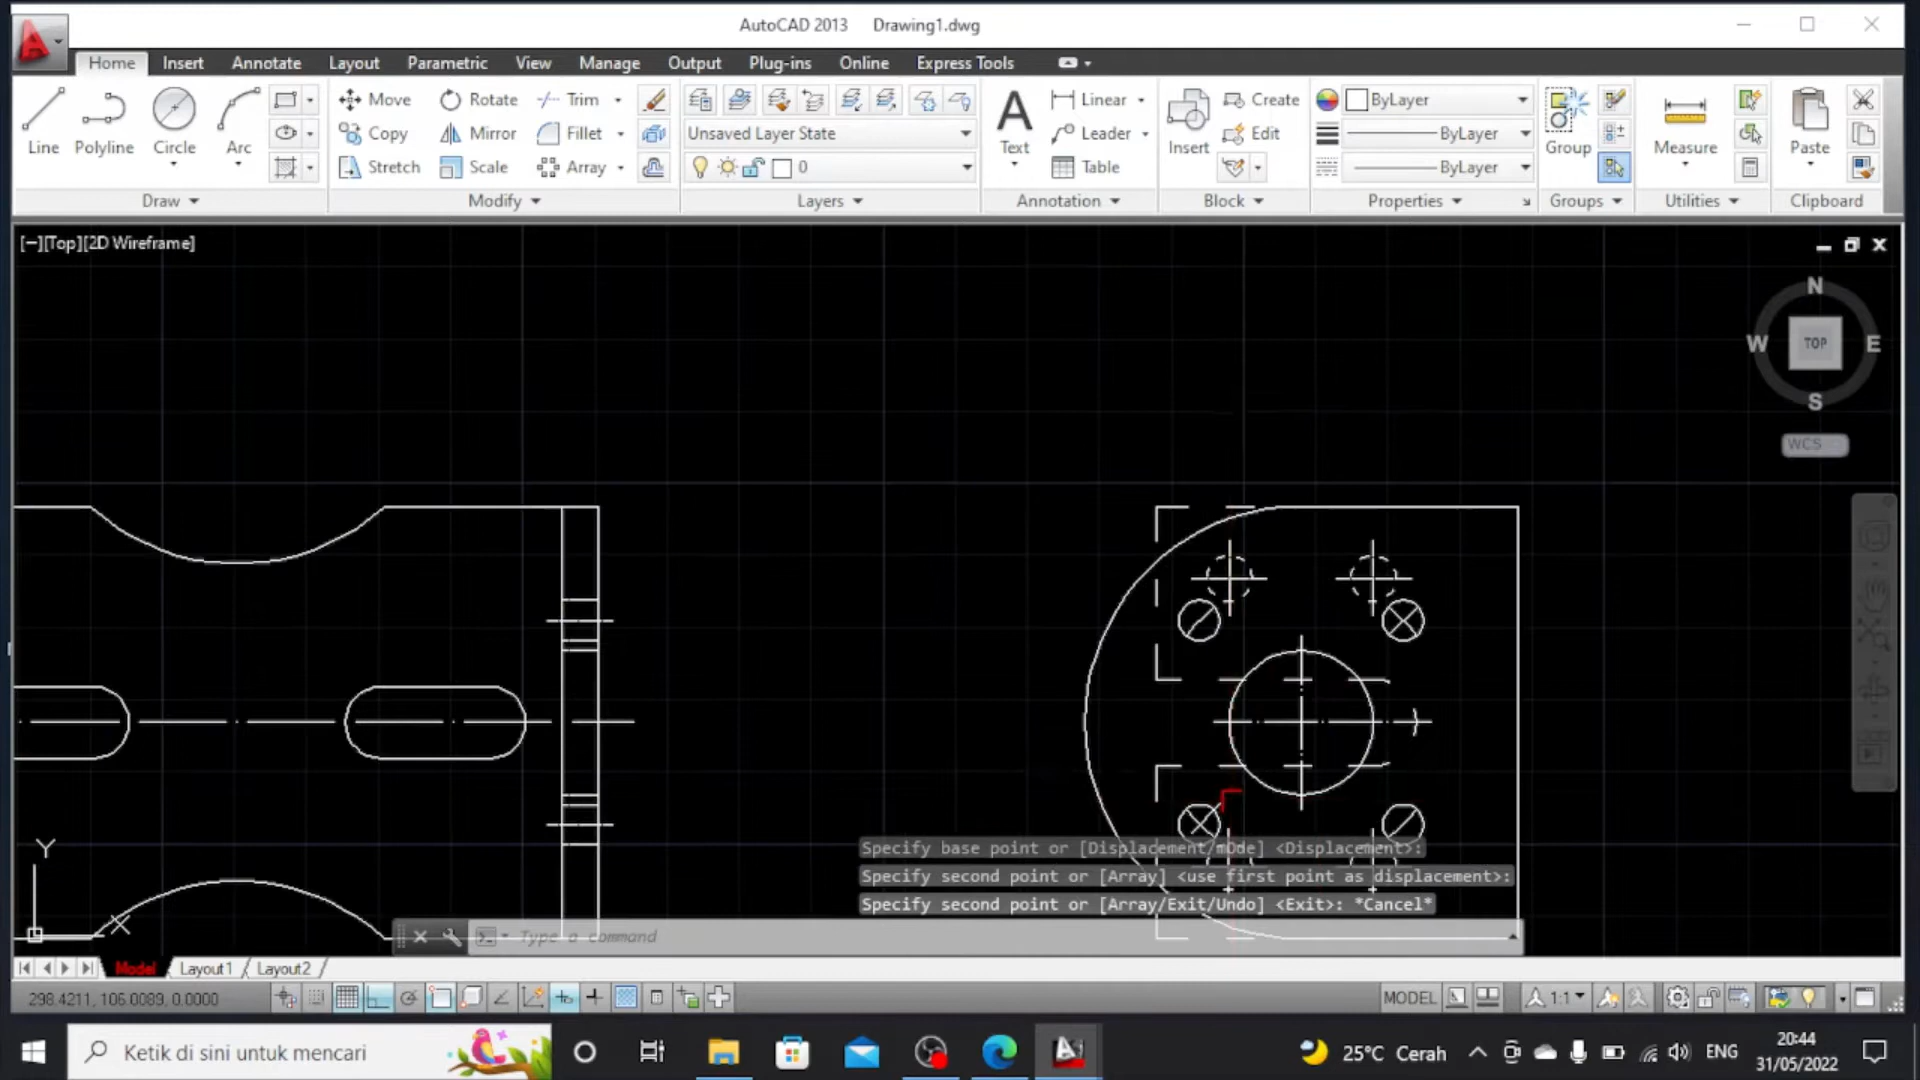 AutoCAD 2013 Drawing1.dwg
Home Insert Annotate Layout Parametric View Manage Output Plug-ins Online Express Tools
Move Rotate Trim Linear Create ByLayer
Copy Mirror Fillet Unsaved Layer State Leader Edit ByLayer
Line Polyline Circle Arc Text Insert Group Measure Paste
Stretch Scale Array 0 Table ByLayer
Draw Modify Layers Annotation Block Properties Groups Utilities Clipboard
[−][Top][2D Wireframe]
N
W TOP E
S
WCS
Y
X
Specify base point or [Displacement/mOde] <Displacement>:
Specify second point or [Array] <use first point as displacement>:
Specify second point or [Array/Exit/Undo] <Exit>: *Cancel*
Type a command
Model Layout1 Layout2
298.4211, 106.0089, 0.0000 MODEL 1:1
Ketik di sini untuk mencari 25°C Cerah ENG 20:44
31/05/2022